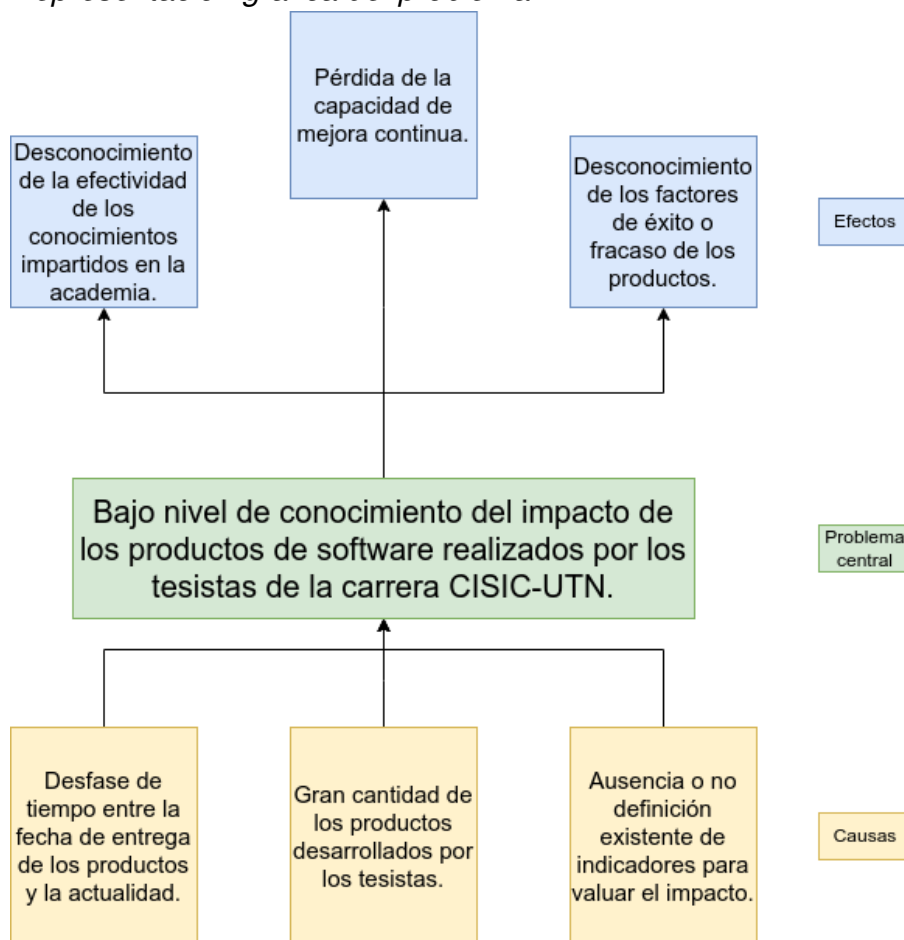 Representación gráfica del problema
Pérdida de la
capacidad de
mejora continua.
Desconocimiento
de la efectividad
de los
conocimientos
impartidos en la
academia.
Desconocimiento
de los factores
de éxito o
fracaso de los
productos.
Efectos
Bajo nivel de conocimiento del impacto de
los productos de software realizados por los
tesistas de la carrera CISIC-UTN.
Problema
central
Desfase de
tiempo entre la
fecha de entrega
de los productos
y la actualidad.
Gran cantidad de
los productos
desarrollados por
los tesistas.
Ausencia o no
definición
existente de
indicadores para
valuar el impacto.
Causas